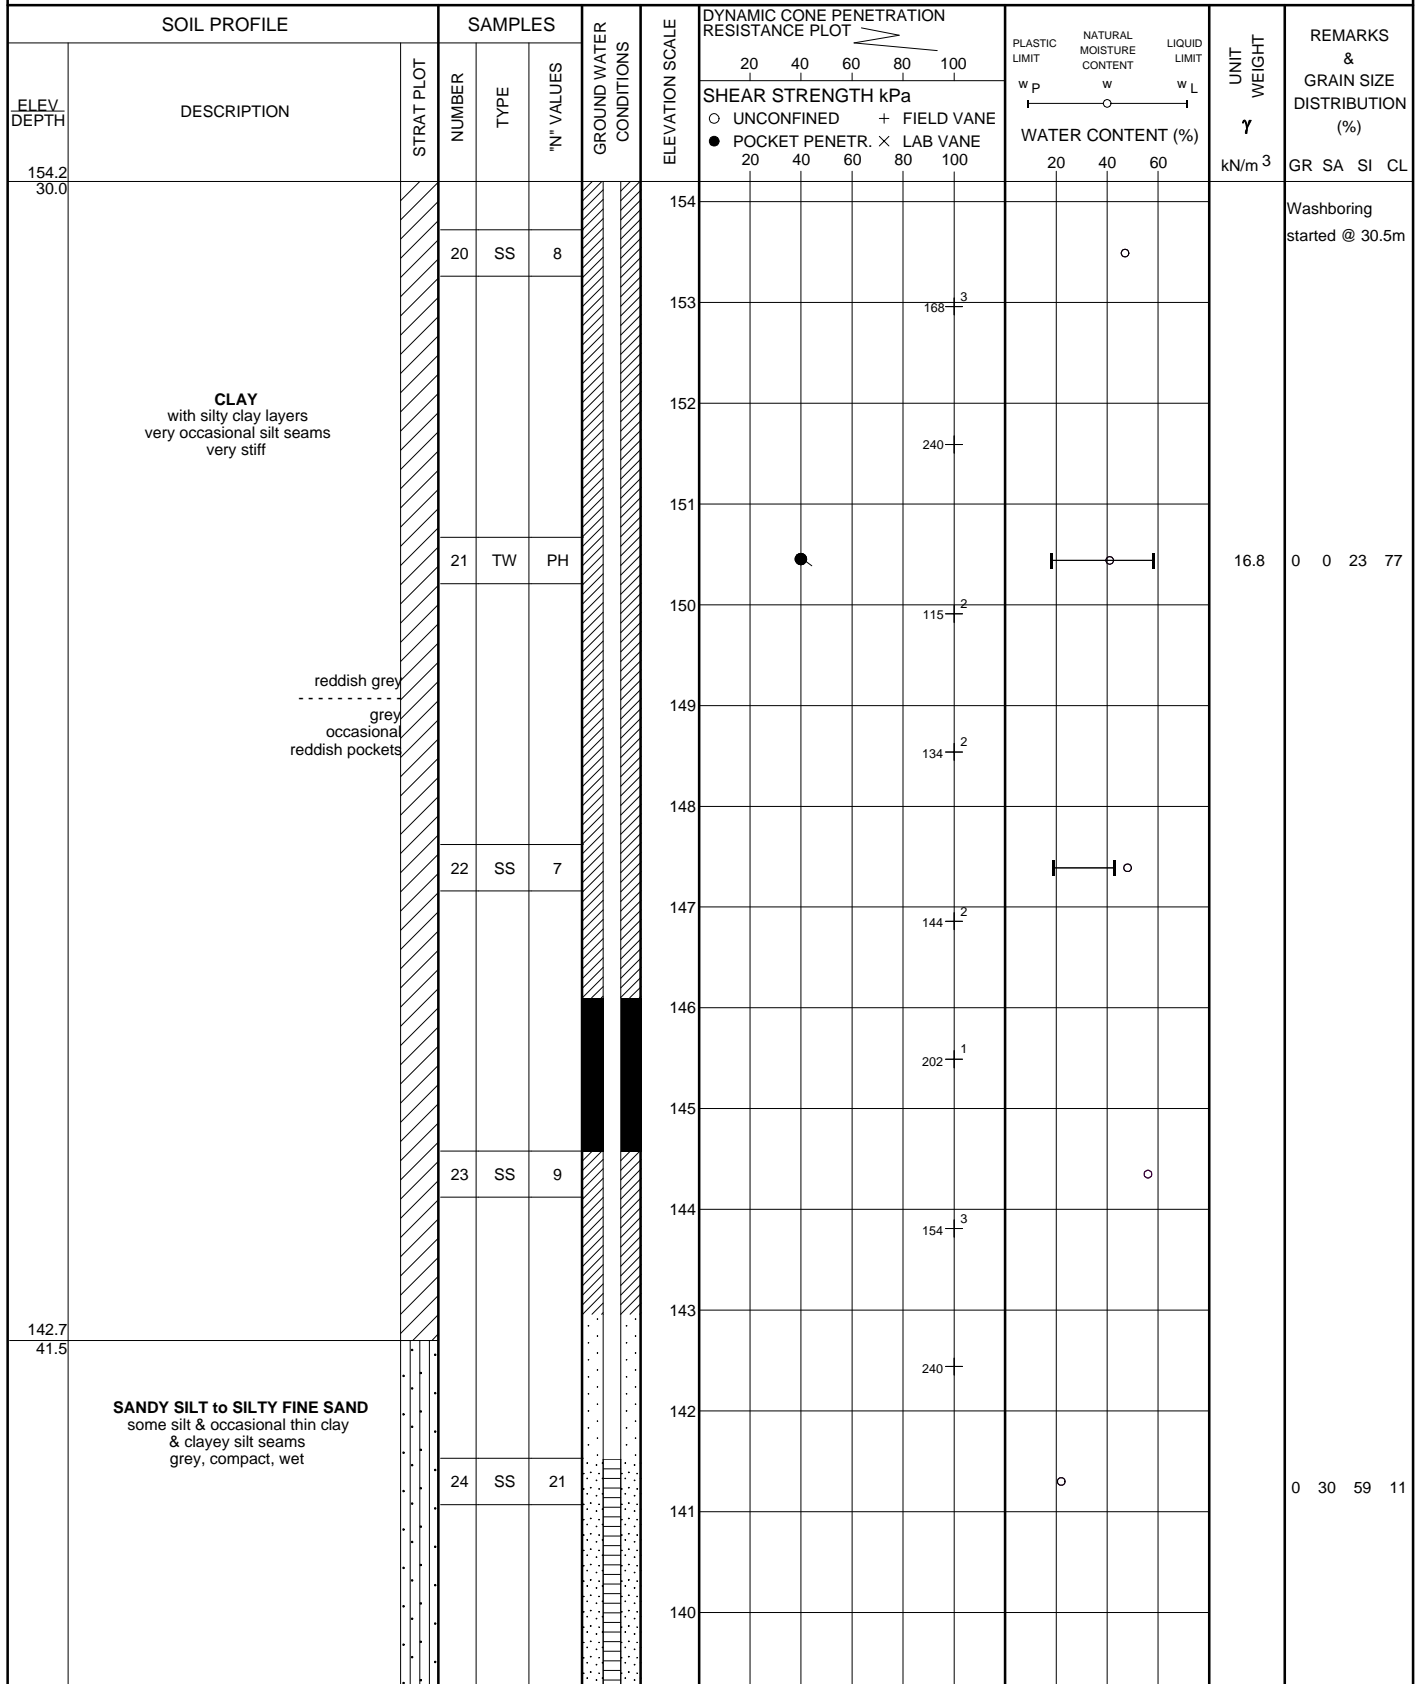 SOIL PROFILE
SAMPLES
GROUND WATER
CONDITIONS
ELEVATION SCALE
DYNAMIC CONE PENETRATION
RESISTANCE PLOT
20 40 60 80 100
SHEAR STRENGTH kPa
○ UNCONFINED + FIELD VANE
● POCKET PENETR. × LAB VANE
20 40 60 80 100
PLASTIC
LIMIT
NATURAL
MOISTURE
CONTENT
LIQUID
LIMIT
w P w w L
WATER CONTENT (%)
20 40 60
UNIT
WEIGHT
γ
kN/m 3
REMARKS
&
GRAIN SIZE
DISTRIBUTION
(%)
GR SA SI CL
ELEV
DEPTH
DESCRIPTION
STRAT PLOT
NUMBER
TYPE
"N" VALUES
154.2
30.0
154
Washboring
started @ 30.5m
20 SS 8
153
168 3
CLAY
with silty clay layers
very occasional silt seams
very stiff
152
240
151
21 TW PH
16.8 0 0 23 77
150
115 2
reddish grey
grey
occasional
reddish pockets
149
134 2
148
22 SS 7
147
144 2
146
202 1
145
23 SS 9
144
154 3
143
142.7
41.5
240
SANDY SILT to SILTY FINE SAND
some silt & occasional thin clay
& clayey silt seams
grey, compact, wet
142
24 SS 21
0 30 59 11
141
140